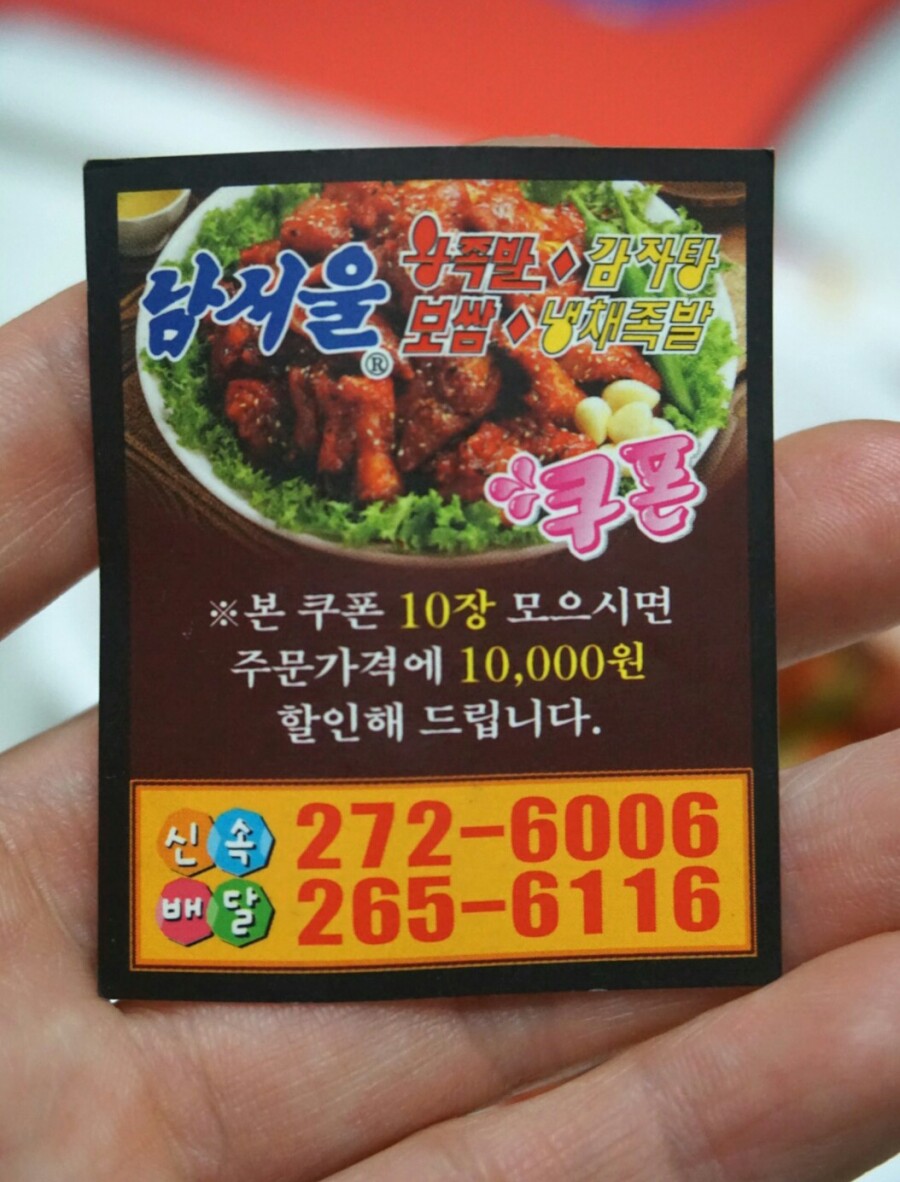 남서울® 왕족발◆감자탕
보쌈◆냉채족발
쿠폰
※본 쿠폰 10장 모으시면
주문가격에 10,000원
할인해 드립니다.
신속 272-6006
배달 265-6116